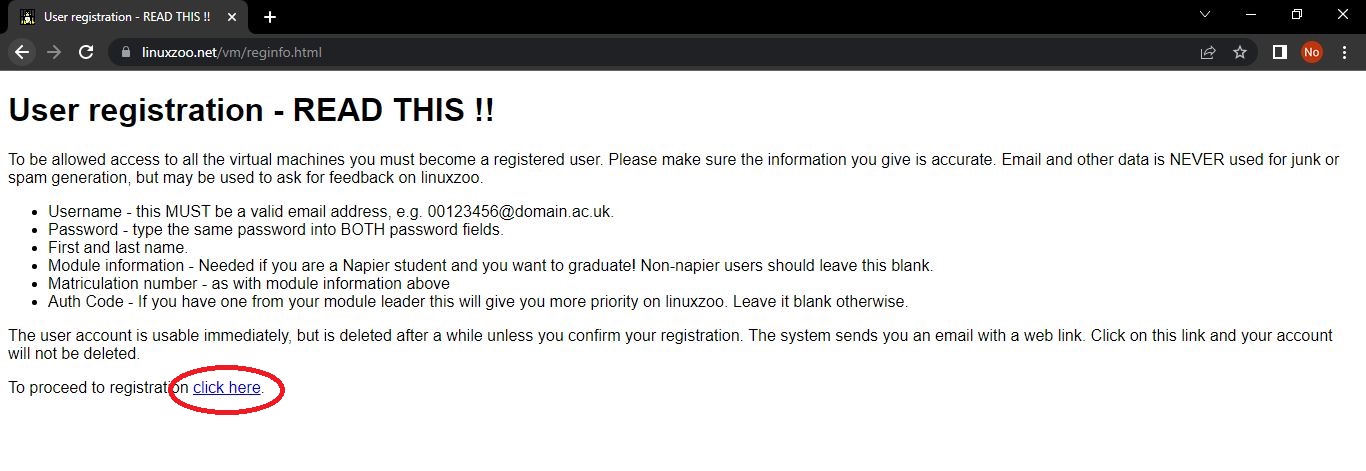 User registration - READ THIS !!
linuxzoo.net/vm/reginfo.html
No
User registration - READ THIS !!
To be allowed access to all the virtual machines you must become a registered user. Please make sure the information you give is accurate. Email and other data is NEVER used for junk or
spam generation, but may be used to ask for feedback on linuxzoo.
• Username - this MUST be a valid email address, e.g. 00123456@domain.ac.uk.
• Password - type the same password into BOTH password fields.
• First and last name.
• Module information - Needed if you are a Napier student and you want to graduate! Non-napier users should leave this blank.
• Matriculation number - as with module information above
• Auth Code - If you have one from your module leader this will give you more priority on linuxzoo. Leave it blank otherwise.
The user account is usable immediately, but is deleted after a while unless you confirm your registration. The system sends you an email with a web link. Click on this link and your account
will not be deleted.
To proceed to registration click here.